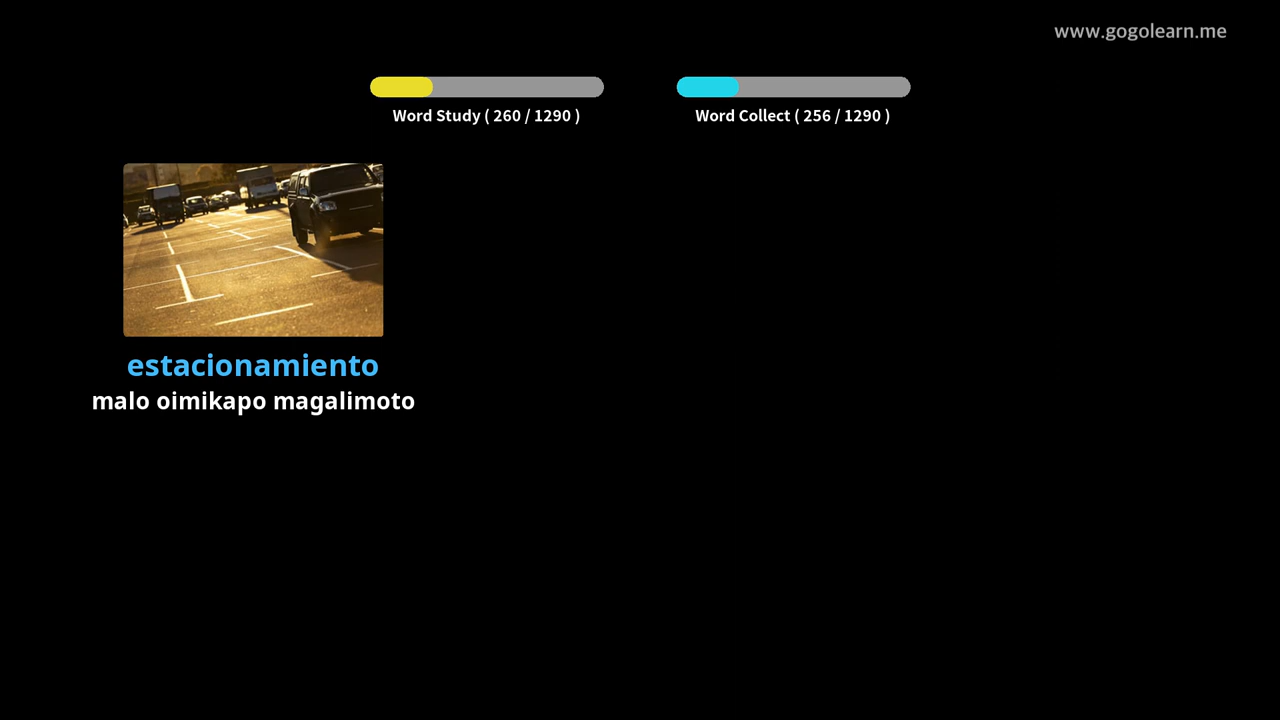 www.gogolearn.me
Word Study ( 260 / 1290 )
Word Collect ( 256 / 1290 )
estacionamiento
malo oimikapo magalimoto